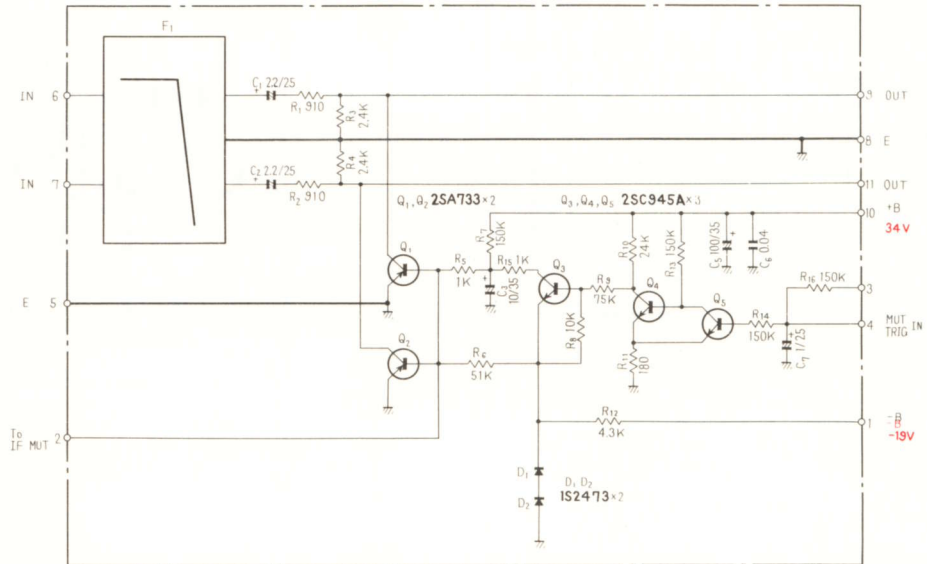 F1
C1 2.2/25
IN 6
R1 910
9 OUT
R3 2.4K
8 E
R4 2.4K
C2 2.2/25
IN 7
R2 910
11 OUT
Q1, Q2 2SA733×2
Q3, Q4, Q5 2SC945A×3
10 +B
34V
R7 150K
R10 24K
R13 150K
C5 100/35
C6 0.04
Q1
R5 1K
R15 1K
Q3
C3 10/35
R9 75K
Q4
Q5
R16 150K
3
E 5
R8 10K
R14 150K
4 MUT TRIG IN
R11 180
C7 1/25
Q2
R6 51K
R12 4.3K
1 -B
-B
-19V
To
IF MUT 2
D1
D1 D2
1S2473×2
D2